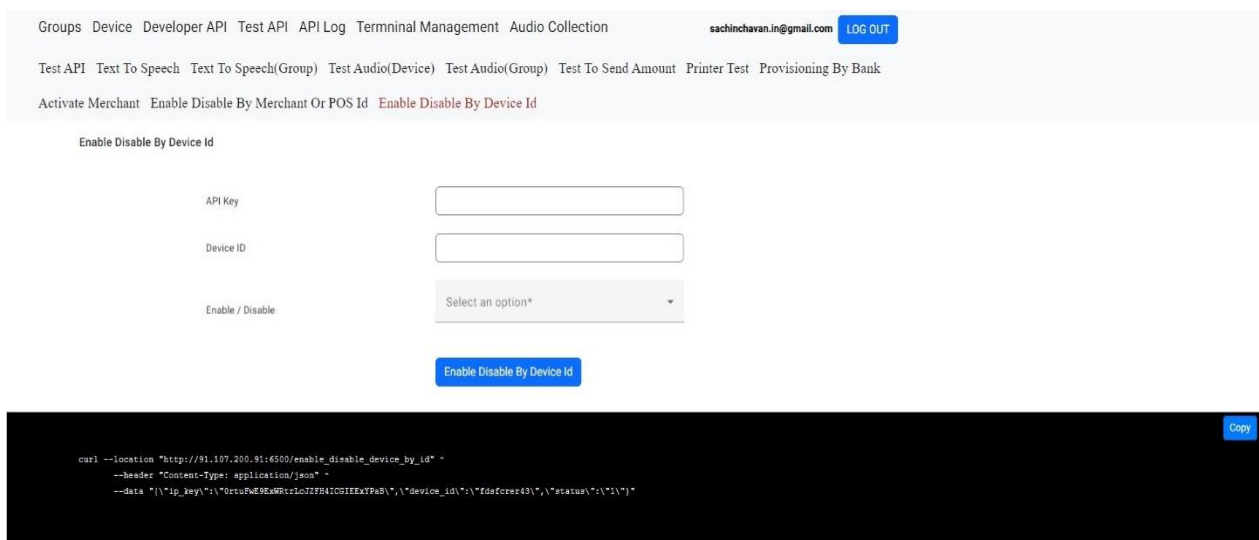 Groups Device Developer API Test API API Log Termninal Management Audio Collection sachinchavan.in@gmail.com LOG OUT
Test API Text To Speech Text To Speech(Group) Test Audio(Device) Test Audio(Group) Test To Send Amount Printer Test Provisioning By Bank
Activate Merchant Enable Disable By Merchant Or POS Id Enable Disable By Device Id
Enable Disable By Device Id
API Key
Device ID
Enable / Disable Select an option*
Enable Disable By Device Id
Copy
curl --location "http://91.107.200.91:6500/enable_disable_device_by_id" ^
--header "Content-Type: application/json" ^
--data "{\"ip_key\":\"0rtuFwE9ExWRtrLcJZFH4ICGIEExYPaB\",\"device_id\":\"fdsfcrer43\",\"status\":\"1\"}"